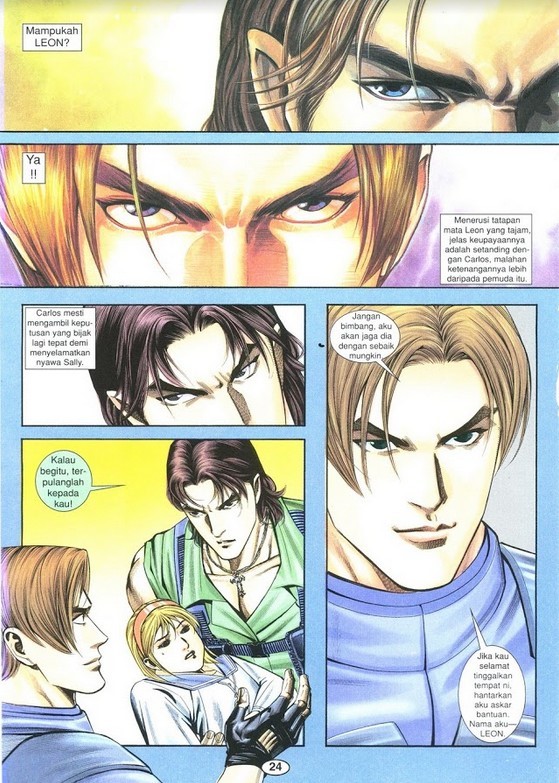 Mampukah
LEON?
Ya
!!
Menerusi tatapan
mata Leon yang tajam,
jelas keupayaannya
adalah setanding den-
gan Carlos, malahan
ketenangannya lebih
daripada pemuda itu.
Carlos mesti
mengambil kepu-
tusan yang bijak
lagi tepat demi
menyelamatkan
nyawa Sally.
Jangan
bimbang, aku
akan jaga dia
dengan sebaik
mungkin.
Kalau
begitu, ter-
pulanglah
kepada
kau!
Jika kau
selamat
tinggalkan
tempat ni,
hantarkan
aku askar
bantuan.
Nama aku—
LEON.
24